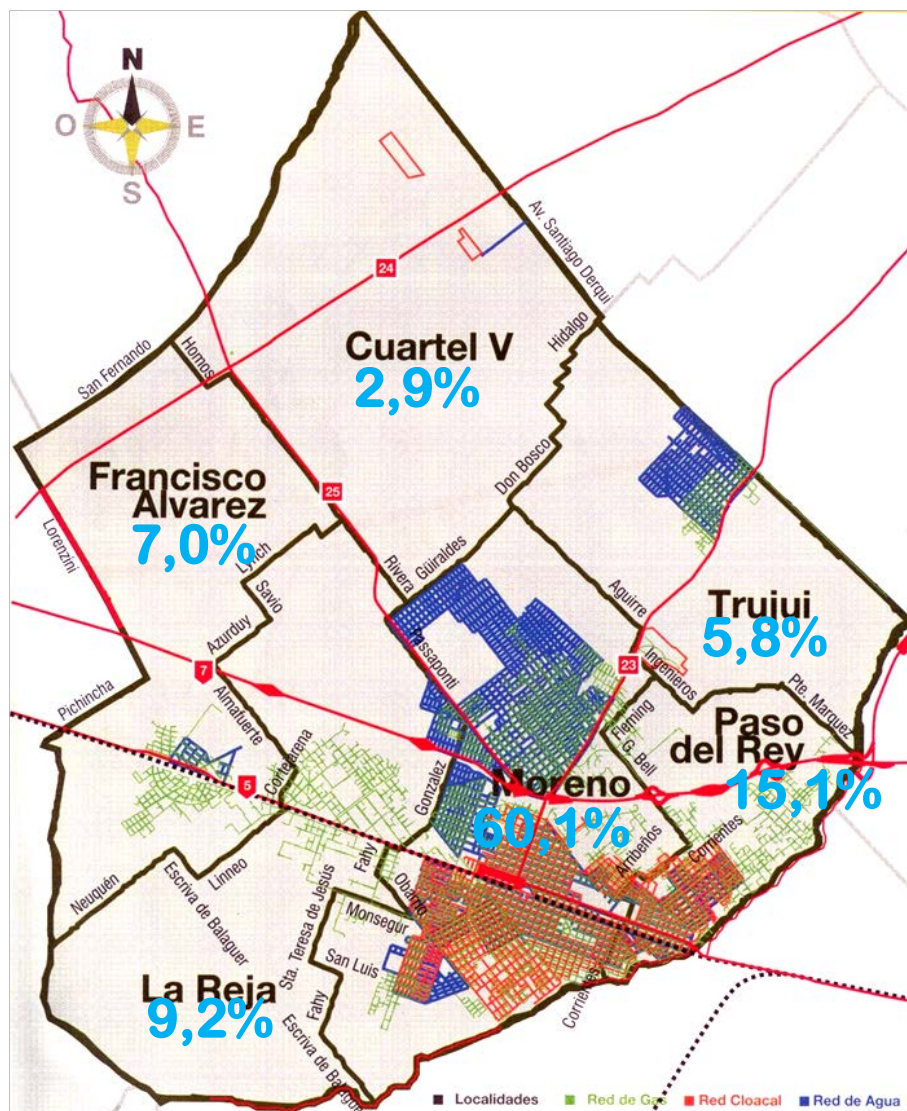 N
O
E
S
Av. Santiago Derqui
24
Hidalgo
San Fernando
Hornos
Cuartel V
2,9%
Don Bosco
Francisco
Alvarez
7,0%
25
Lorenzini
Lynch
Savio
Rivera
Güiraldes
Azurduy
Aguirre
Trujui
5,8%
Passaponti
23
Ingenieros
7
Almafuerte
Pichincha
Pte. Marquez
Fleming
G. Bell
Paso
del Rey
15,1%
Cortejarena
Gonzalez
Moreno
60,1%
5
Arribeños
Corrientes
Fahy
Obarrio
Linneo
Neuquén
Escriva de Balaguer
Sta. Teresa de Jesús
Monsegur
San Luis
Corrientes
La Reja
9,2%
Fahy
Escriva de Balaguer
Localidades
Red de Gas
Red Cloacal
Red de Agua